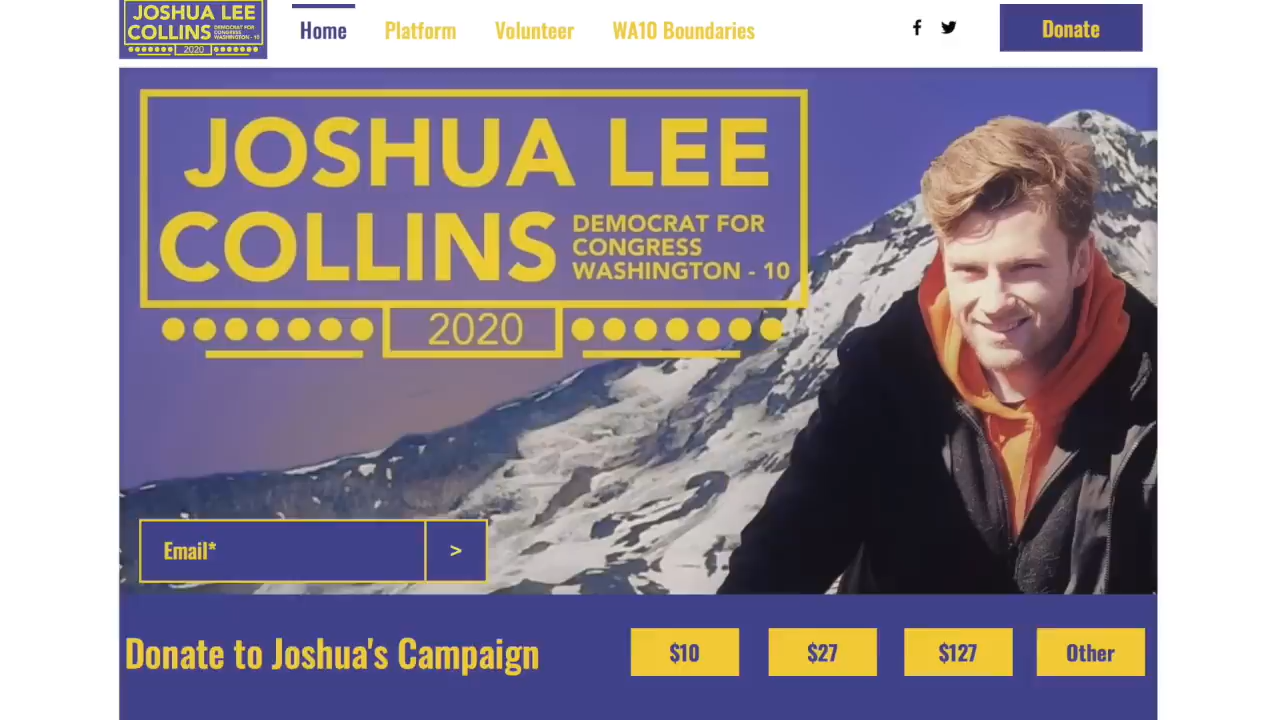 JOSHUA LEE
COLLINS DEMOCRAT FOR
CONGRESS
WASHINGTON - 10
2020
Home Platform Volunteer WA10 Boundaries Donate
JOSHUA LEE
COLLINS
DEMOCRAT FOR
CONGRESS
WASHINGTON - 10
2020
Email* >
Donate to Joshua's Campaign $10 $27 $127 Other